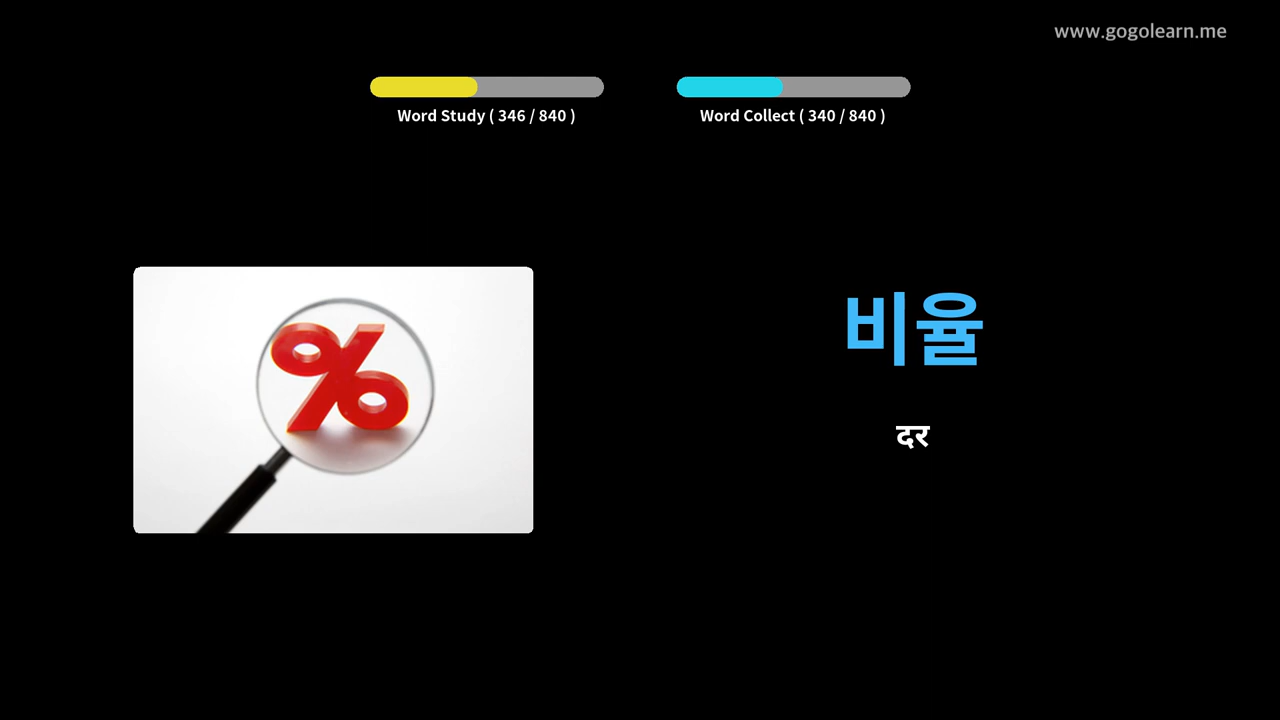 www.gogolearn.me
Word Study ( 346 / 840 )
Word Collect ( 340 / 840 )
%
비율
दर